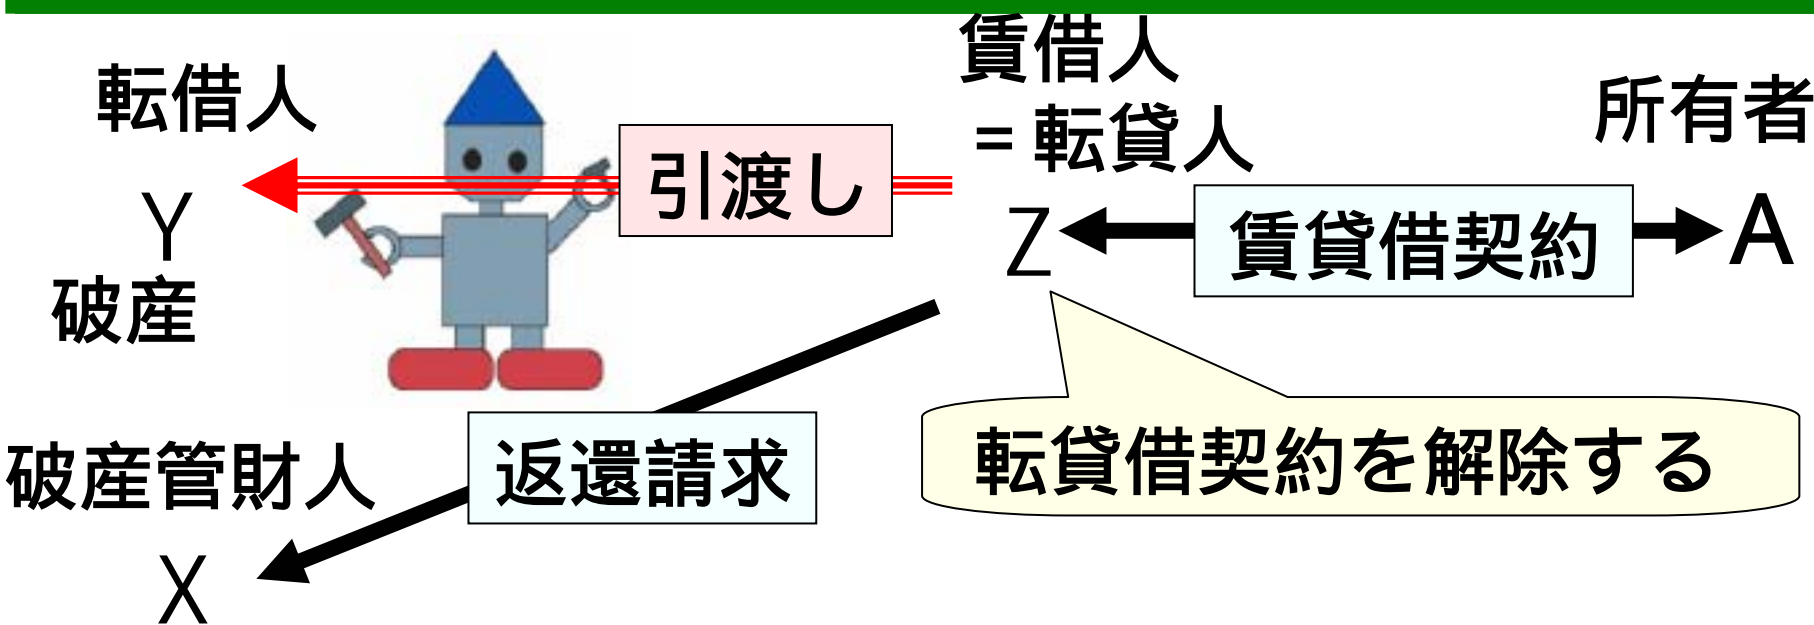 賃借人
=転貸人
所有者
転借人
引渡し
Y
Z
賃貸借契約
A
破産
転貸借契約を解除する
返還請求
破産管財人
X